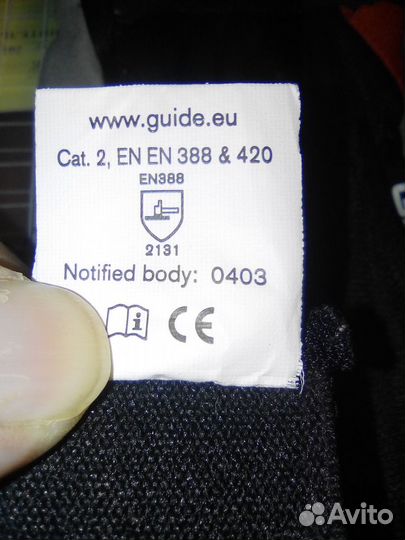 www.guide.eu
Cat. 2, EN EN 388 & 420
EN388
2131
Notified body: 0403
i CE
Avito